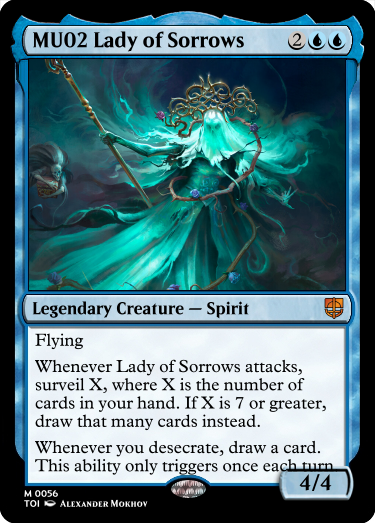 MU02 Lady of Sorrows 2
Legendary Creature — Spirit
Flying
Whenever Lady of Sorrows attacks,
surveil X, where X is the number of
cards in your hand. If X is 7 or greater,
draw that many cards instead.
Whenever you desecrate, draw a card.
This ability only triggers once each turn
4/4
M 0056
TOI Alexander Mokhov